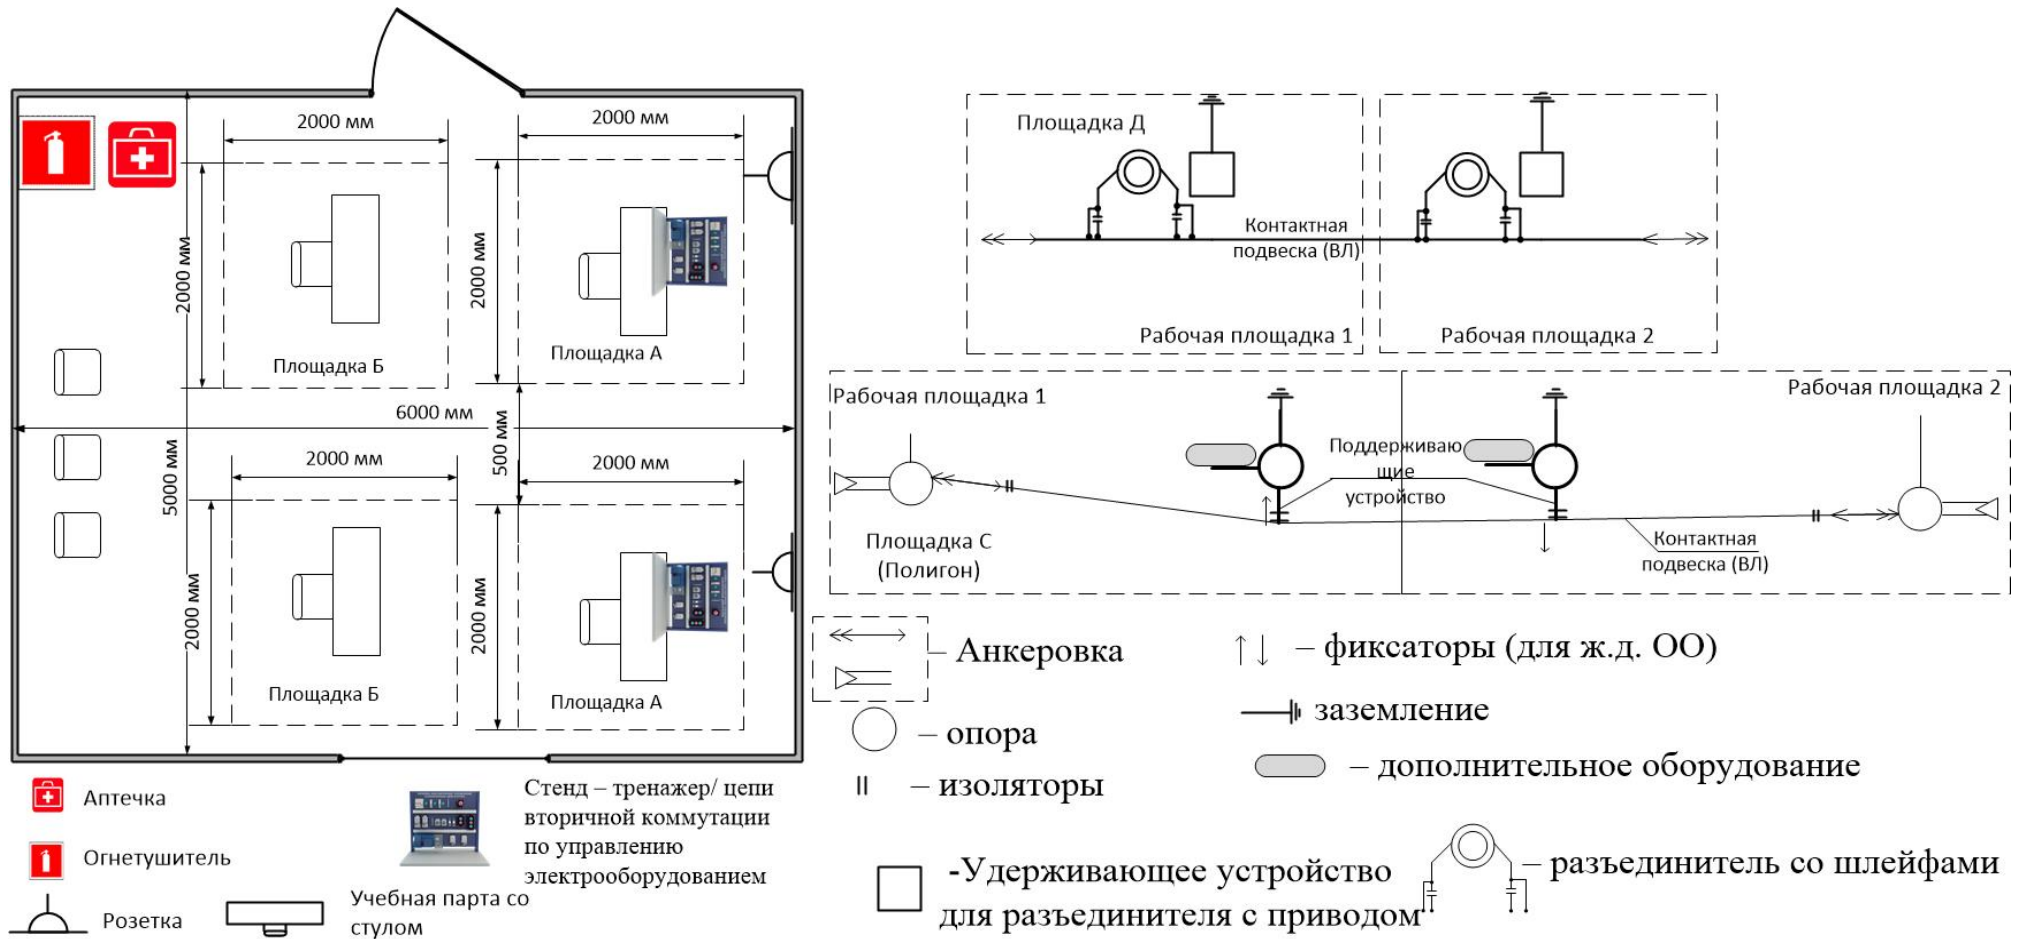 2000 мм
2000 мм
2000 мм
2000 мм
Площадка Б
Площадка А
6000 мм
500 мм
5000 мм
2000 мм
2000 мм
2000 мм
2000 мм
Площадка Б
Площадка А
Площадка Д
Контактная
подвеска (ВЛ)
Рабочая площадка 1
Рабочая площадка 2
Рабочая площадка 1
Рабочая площадка 2
Поддерживаю
щие
устройство
Площадка С
(Полигон)
Контактная
подвеска (ВЛ)
– Анкеровка
– фиксаторы (для ж.д. ОО)
– опора
заземление
– изоляторы
– дополнительное оборудование
-Удерживающее устройство
для разъединителя с приводом
– разъединитель со шлейфами
Аптечка
Огнетушитель
Розетка
Стенд – тренажер/ цепи
вторичной коммутации
по управлению
электрооборудованием
Учебная парта со
стулом